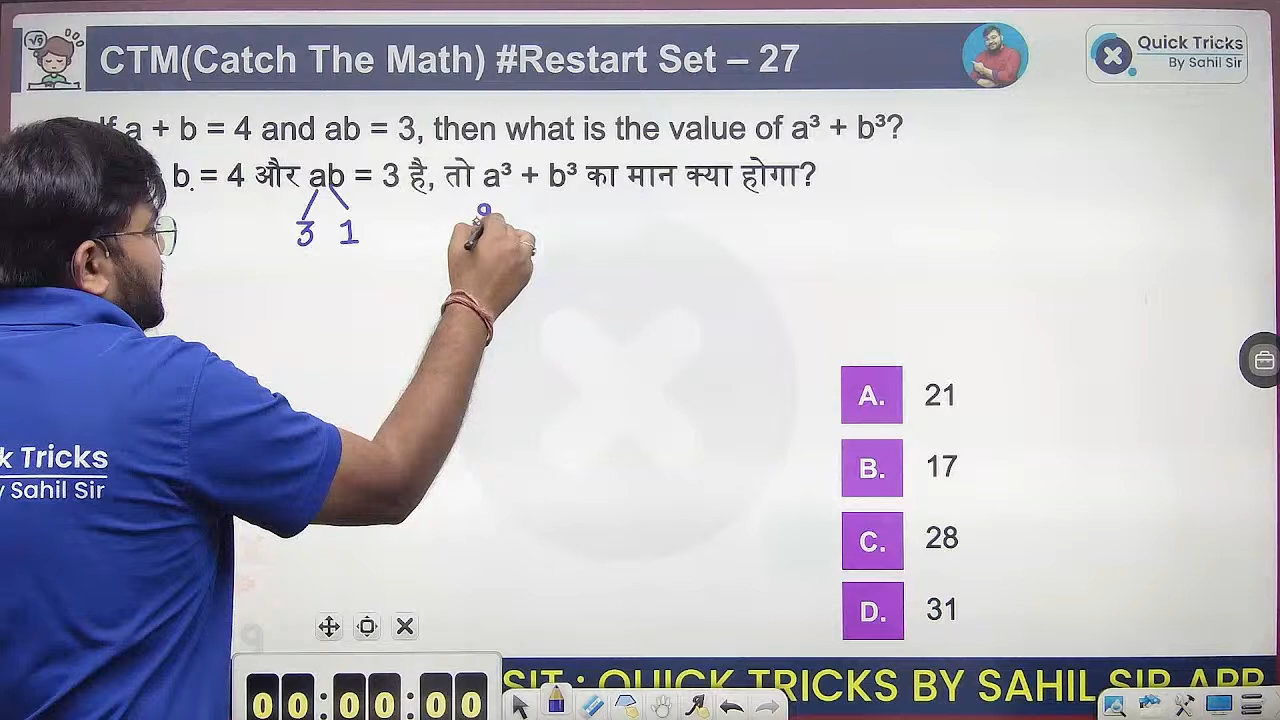 CTM(Catch The Math) #Restart Set – 27
Quick Tricks
By Sahil Sir
If a + b = 4 and ab = 3, then what is the value of a³ + b³?
b = 4 और ab = 3 है, तो a³ + b³ का मान क्या होगा?
3 1
A. 21
B. 17
C. 28
D. 31
k Tricks
y Sahil Sir
00:00:00
SIT : QUICK TRICKS BY SAHIL SIR APP